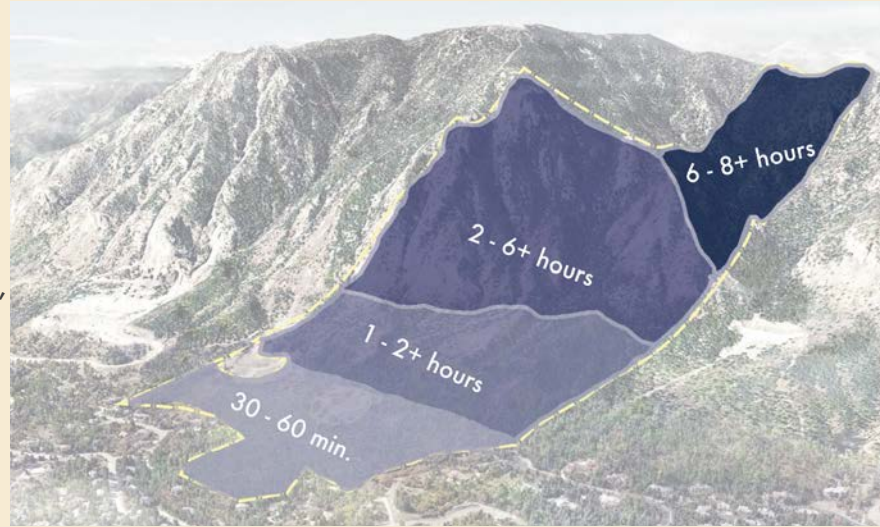 6 - 8+ hours
2 - 6+ hours
1 - 2+ hours
30 - 60 min.
,